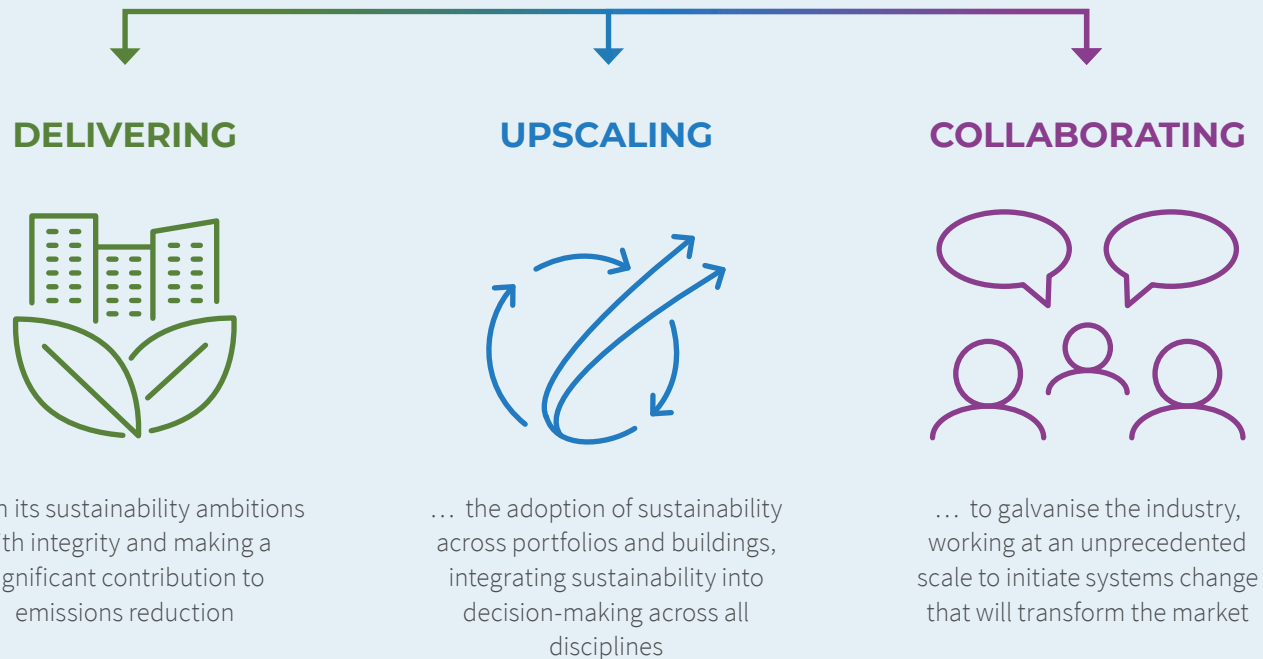 DELIVERING
UPSCALING
COLLABORATING
its sustainability ambitions
integrity and making a
contribution to
emissions reduction
… the adoption of sustainability
across portfolios and buildings,
integrating sustainability into
decision-making across all
disciplines
… to galvanise the industry,
working at an unprecedented
scale to initiate systems change
that will transform the market